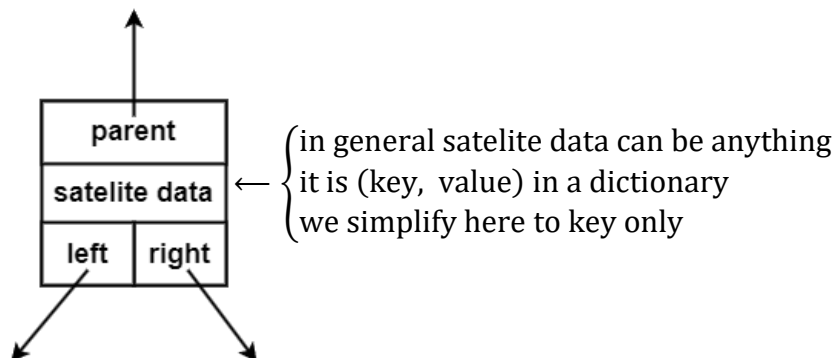 parent
satelite data
left right
in general satelite data can be anything
it is (key, value) in a dictionary
we simplify here to key only